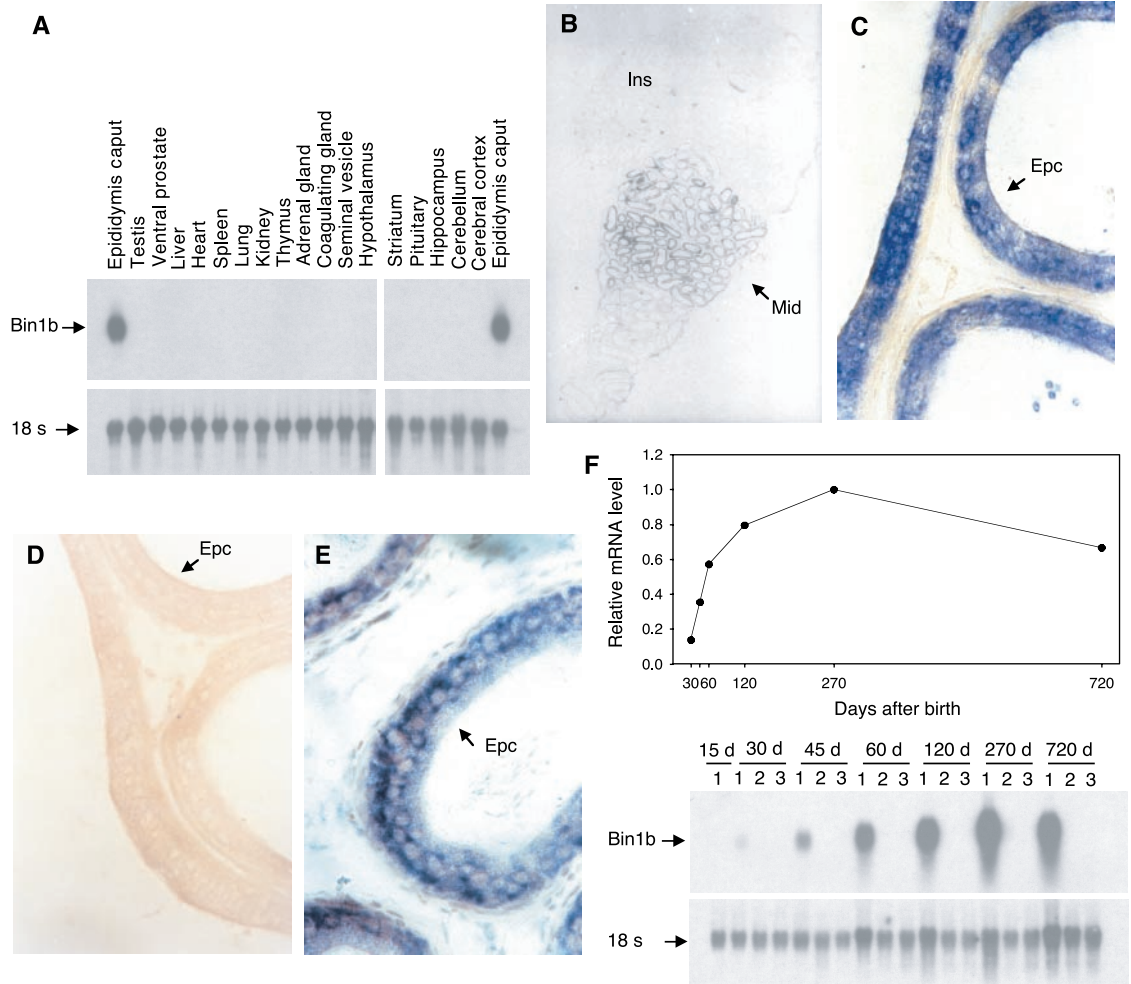 A
Epididymis caput
Testis
Ventral prostate
Liver
Heart
Spleen
Lung
Kidney
Thymus
Adrenal gland
Coagulating gland
Seminal vesicle
Hypothalamus
Striatum
Pituitary
Hippocampus
Cerebellum
Cerebral cortex
Epididymis caput
Bin1b
18 s
B
Ins
Mid
C
Epc
D
Epc
E
Epc
F
Relative mRNA level
1.2
1.0
0.8
0.6
0.4
0.2
0.0
30 60 120 270 720
Days after birth
15 d 30 d 45 d 60 d 120 d 270 d 720 d
1 1 2 3 1 2 3 1 2 3 1 2 3 1 2 3 1 2 3
Bin1b
18 s